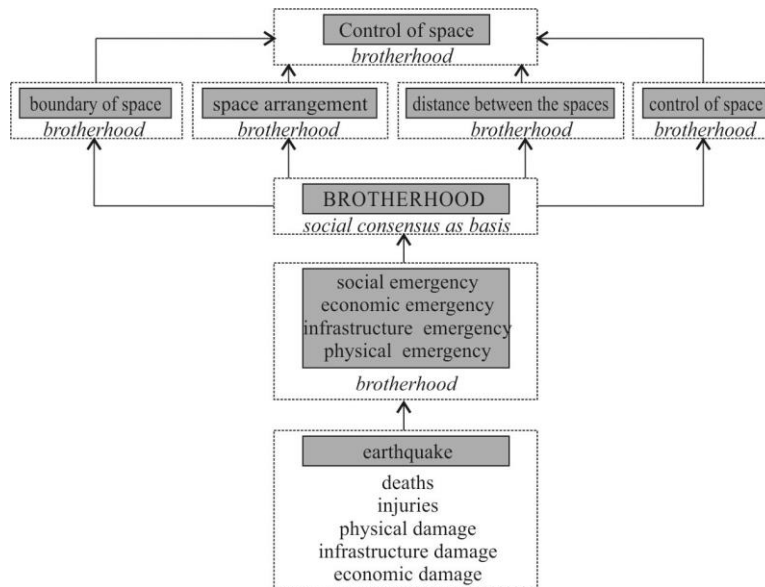 Control of space
brotherhood
boundary of space
brotherhood
space arrangement
brotherhood
distance between the spaces
brotherhood
control of space
brotherhood
BROTHERHOOD
social consensus as basis
social emergency
economic emergency
infrastructure emergency
physical emergency
brotherhood
earthquake
deaths
injuries
physical damage
infrastructure damage
economic damage